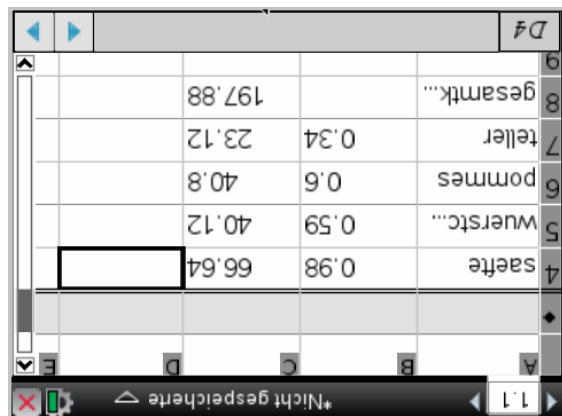 1.1 *Nicht gespeicherte
A B C D E
◆
4 saefte 0.98 66.64
5 wuerstc... 0.59 40.12
6 pommes 0.6 40.8
7 teller 0.34 23.12
8 gesamtk... 197.88
9
D4